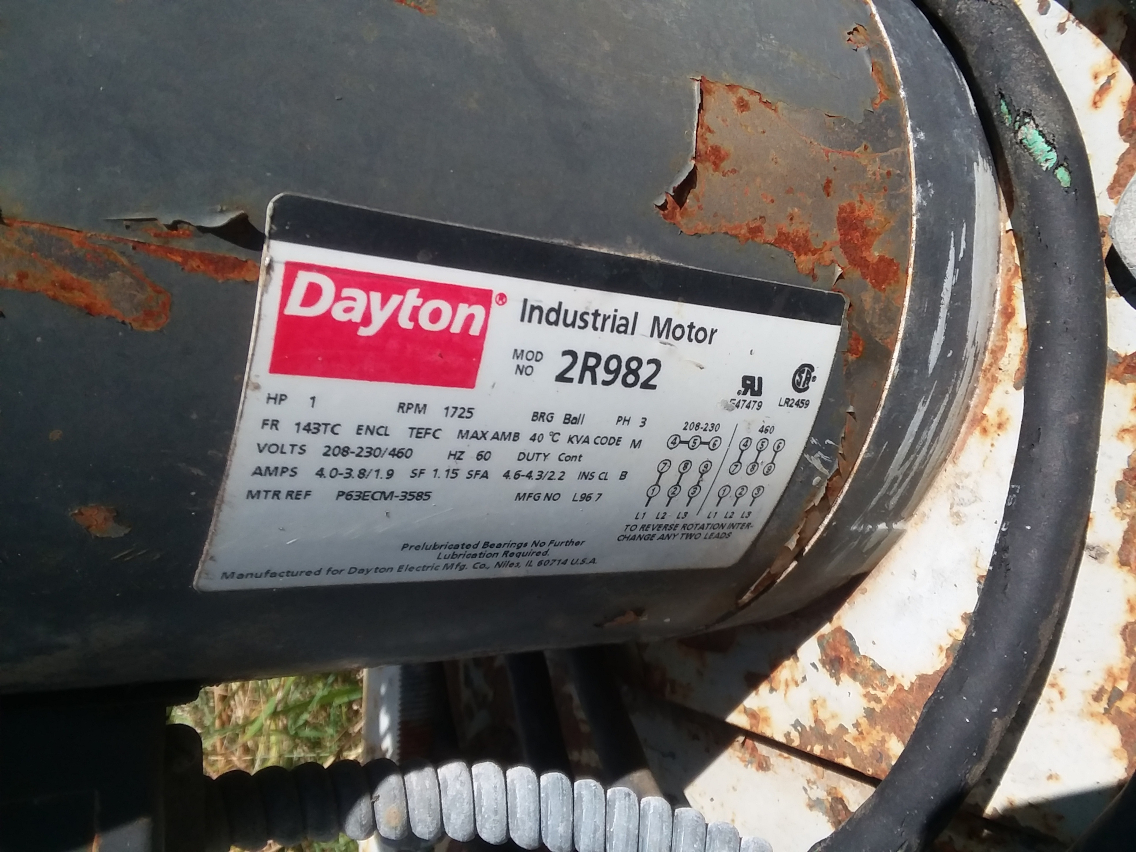 Dayton® Industrial Motor
MOD NO 2R982
HP 1 RPM 1725 BRG Ball PH 3
FR 143TC ENCL TEFC MAX AMB 40 °C KVA CODE M
VOLTS 208-230/460 HZ 60 DUTY Cont
AMPS 4.0-3.8/1.9 SF 1.15 SFA 4.6-4.3/2.2 INS CL B
MTR REF P63ECM-3585 MFG NO L96 7
E47479 LR2459
208-230 460
4 5 6 4 5 6
7 8 9 7 8 9
1 2 3 1 2 3
L1 L2 L3 L1 L2 L3
TO REVERSE ROTATION INTER-
CHANGE ANY TWO LEADS
Prelubricated Bearings No Further
Lubrication Required.
Manufactured for Dayton Electric Mfg. Co., Niles, IL 60714 U.S.A.